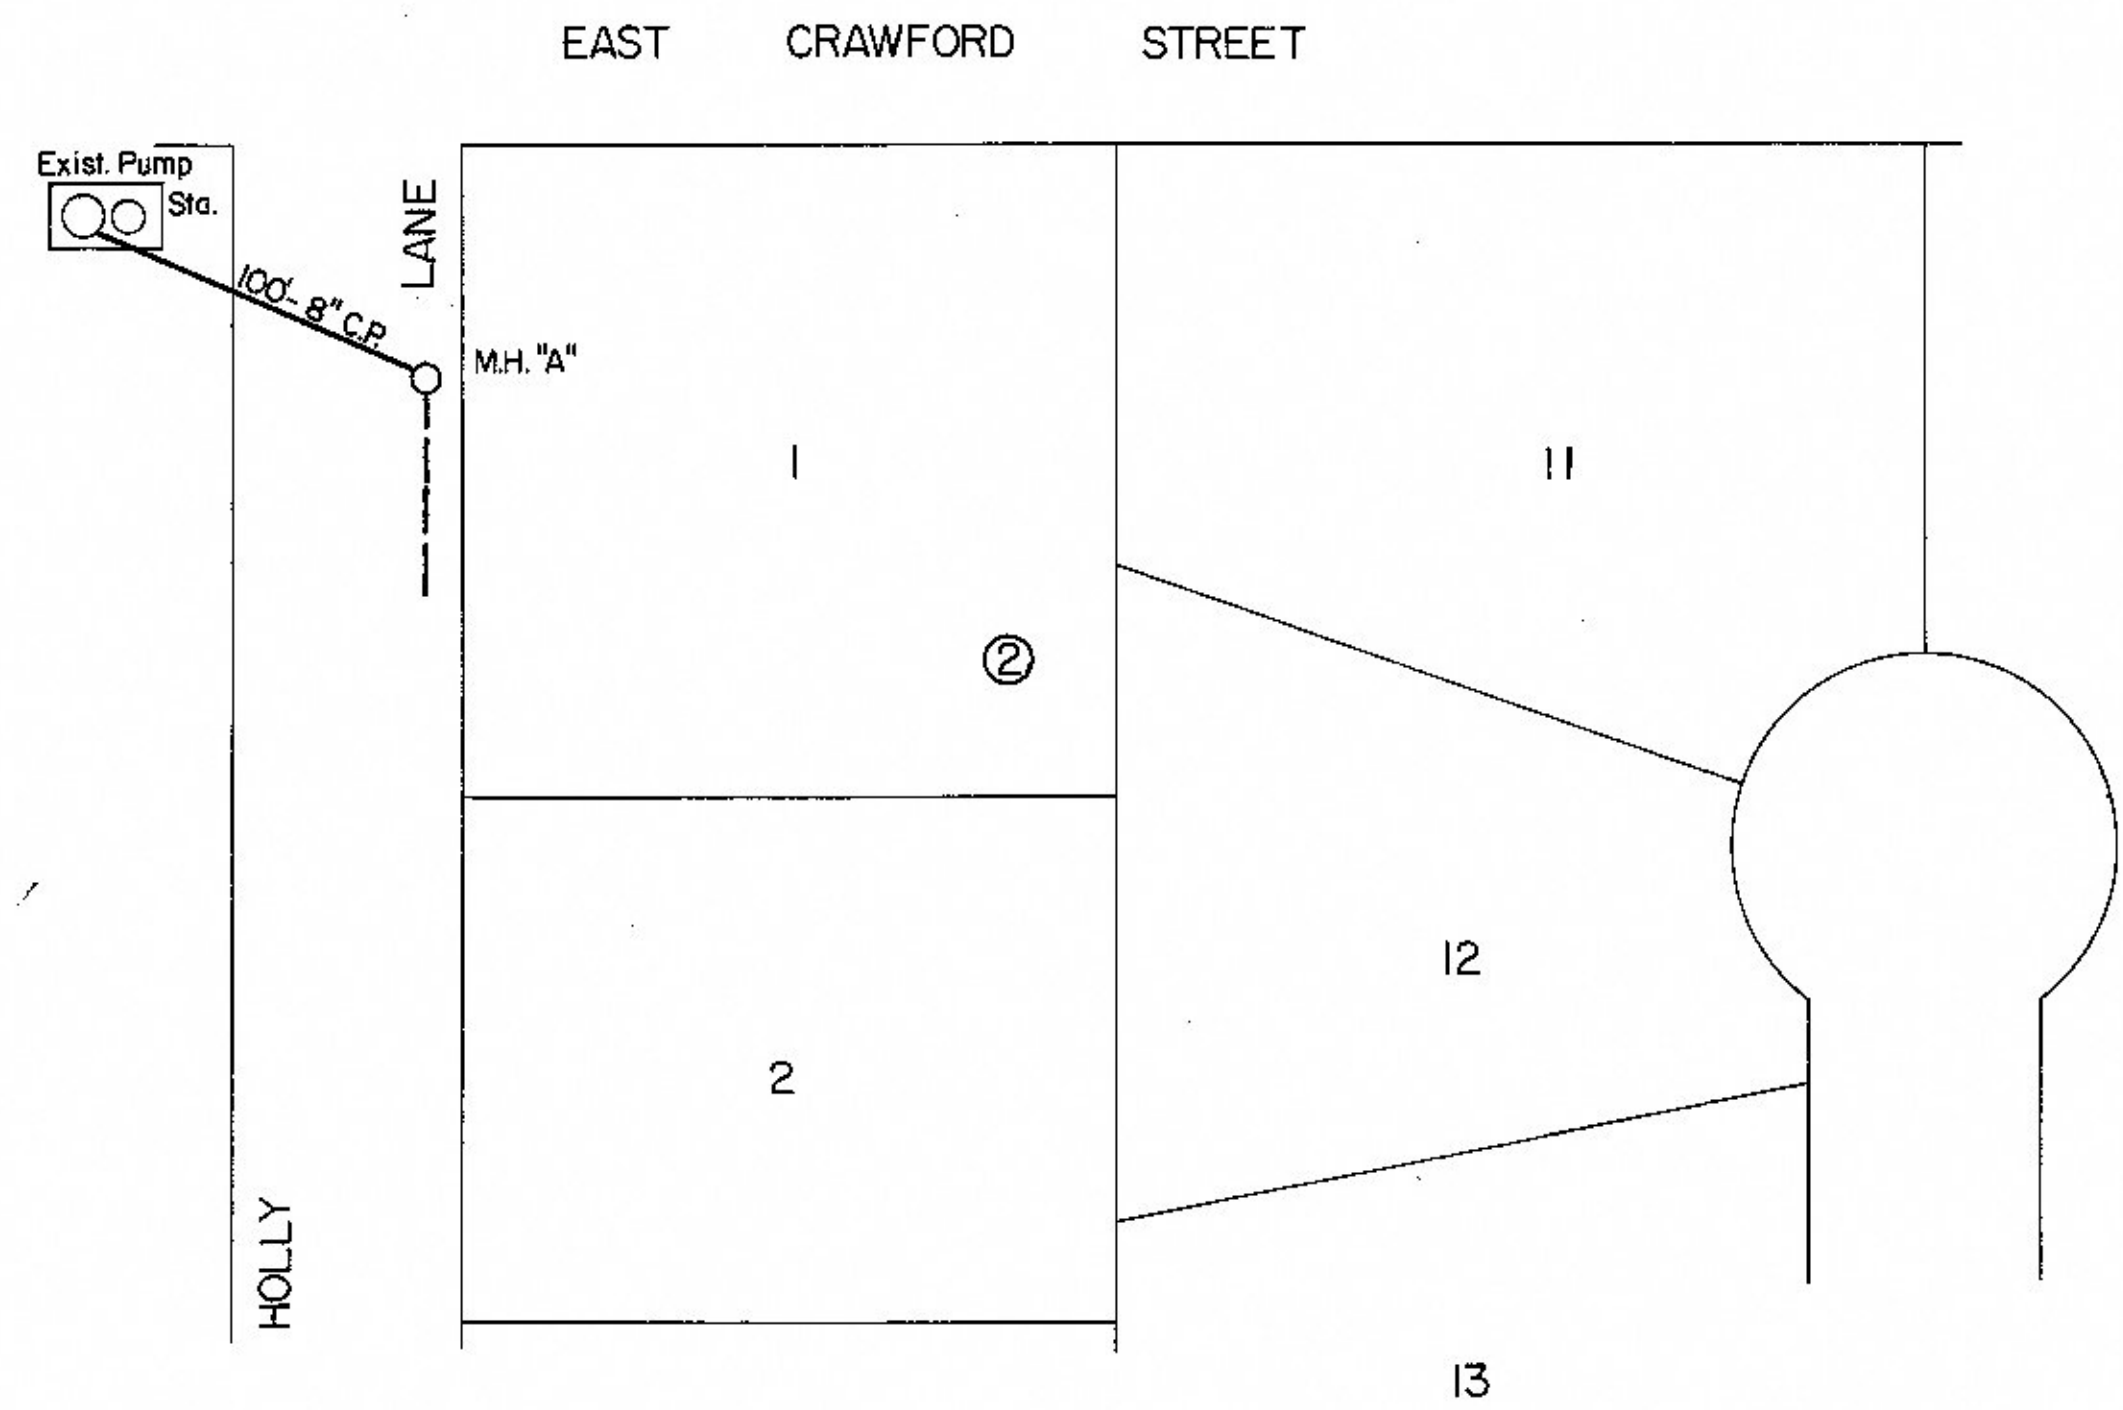 EAST CRAWFORD STREET
Exist. Pump
Sta.
LANE
100'- 8" C.P.
M.H. "A"
1
11
2
12
2
HOLLY
13